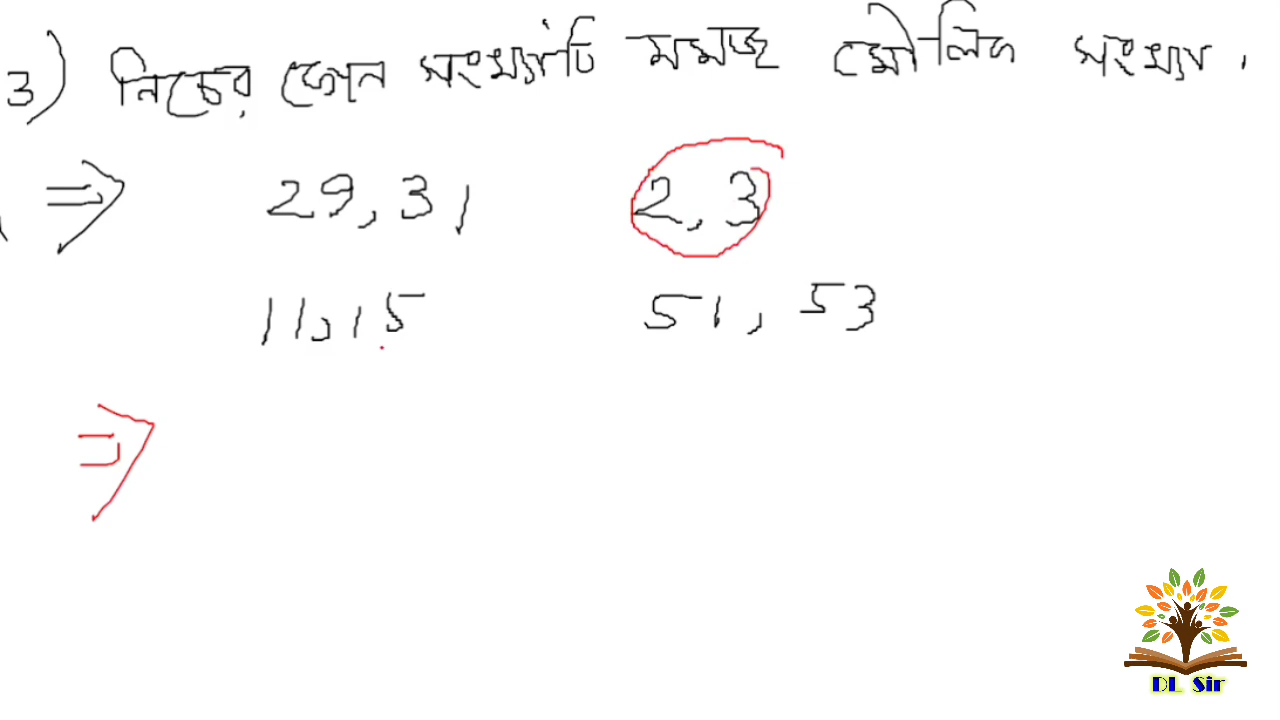 3) নিচের কোন সংখ্যাটি যমজ মৌলিক সংখ্যা,
⇒ 29, 31, 2, 3
11, 15 51, 53
⇒
DL Sir